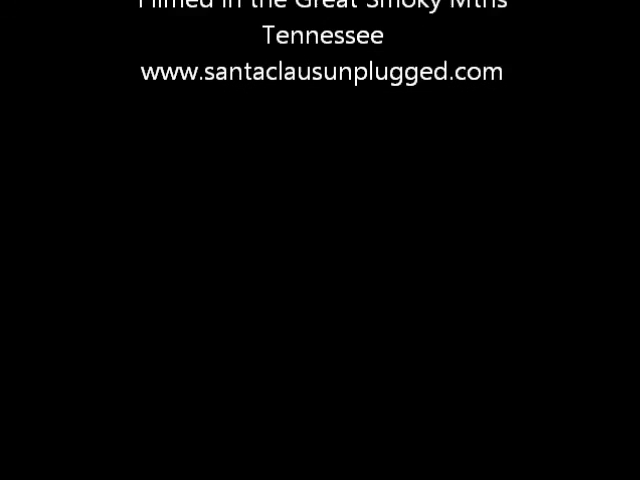 Filmed in the Great Smoky Mtns
Tennessee
www.santaclausunplugged.com